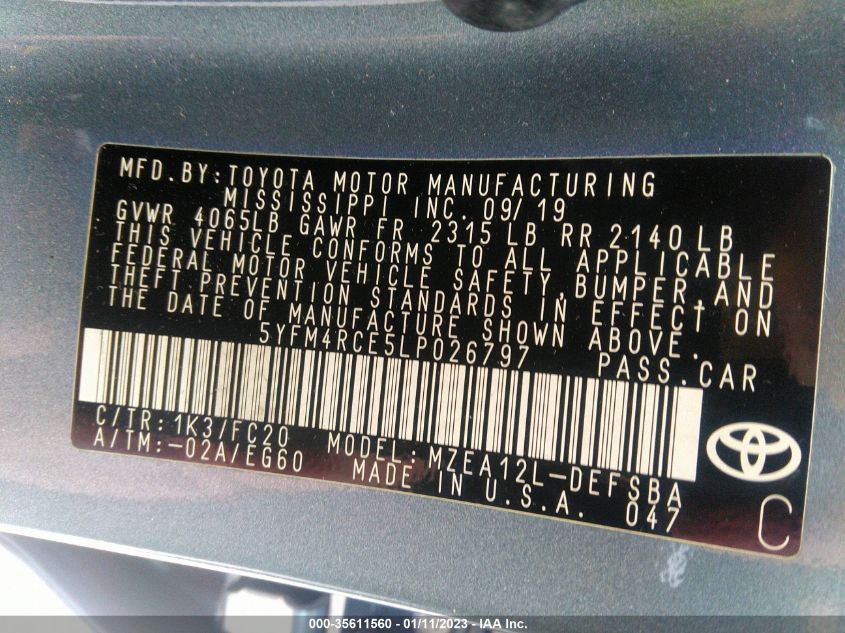 MFD.BY:TOYOTA MOTOR MANUFACTURING
MISSISSIPPI INC. 09/19
GVWR 4065LB GAWR FR 2315 LB RR 2140LB
THIS VEHICLE CONFORMS TO ALL APPLICABLE
FEDERAL MOTOR VEHICLE SAFETY,BUMPER,AND
THEFT PREVENTION STANDARDS IN EFFECT ON
THE DATE OF MANUFACTURE SHOWN ABOVE.
5YFM4RCE5LP026797 PASS.CAR
C/TR:1K3/FC20 MODEL:MZEA12L-DEFSBA
A/TM:-02A/EG60 MADE IN U.S.A. 047
C
000-35611560 - 01/11/2023 - IAA Inc.